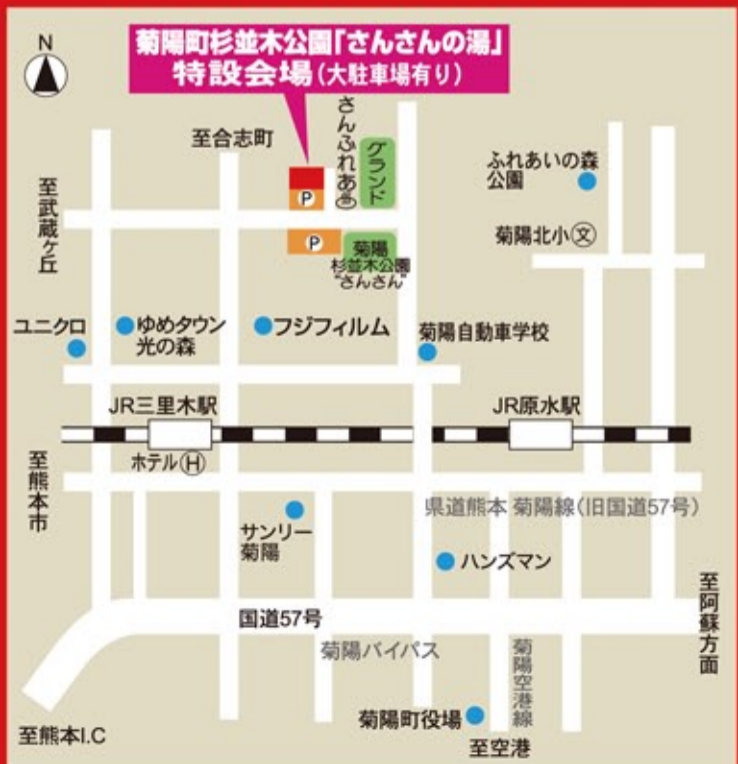 菊陽町杉並木公園「さんさんの湯」
特設会場(大駐車場有り)
N
至合志町
さんふれあ
グランド
ふれあいの森
公園
至武蔵ヶ丘
P
P
菊陽
杉並木公園
"さんさん"
菊陽北小文
ユニクロ
ゆめタウン
光の森
フジフィルム
菊陽自動車学校
JR三里木駅
JR原水駅
ホテルH
至熊本市
県道熊本 菊陽線(旧国道57号)
サンリー
菊陽
ハンズマン
至阿蘇方面
国道57号
菊陽バイパス
菊陽空港線
菊陽町役場
至熊本I.C
至空港